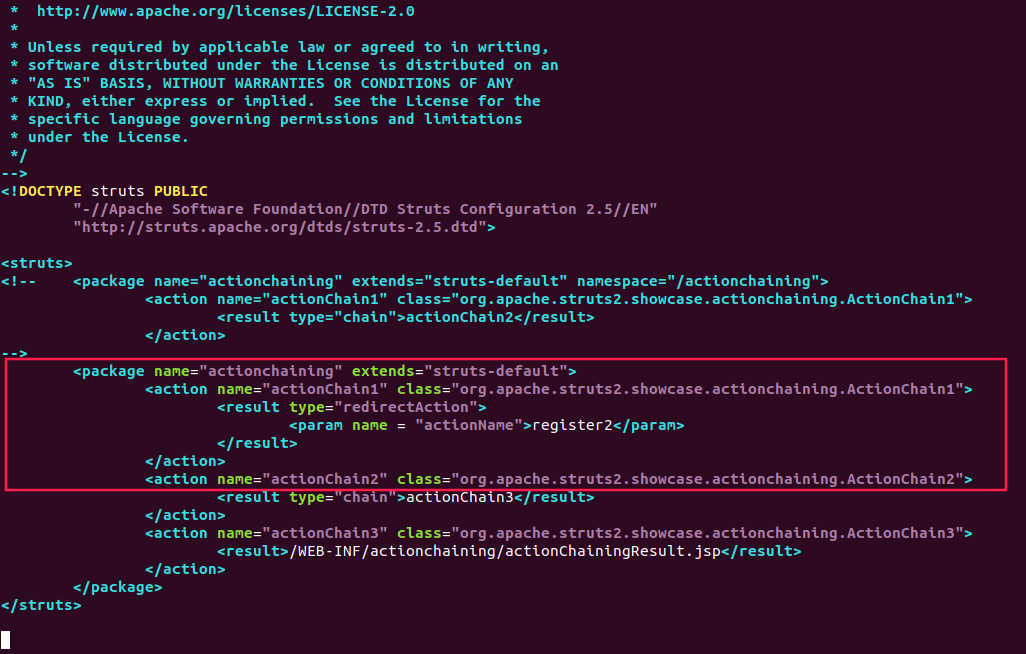 *  http://www.apache.org/licenses/LICENSE-2.0
 *
 * Unless required by applicable law or agreed to in writing,
 * software distributed under the License is distributed on an
 * "AS IS" BASIS, WITHOUT WARRANTIES OR CONDITIONS OF ANY
 * KIND, either express or implied.  See the License for the
 * specific language governing permissions and limitations
 * under the License.
 */
-->
<!DOCTYPE struts PUBLIC
        "-//Apache Software Foundation//DTD Struts Configuration 2.5//EN"
        "http://struts.apache.org/dtds/struts-2.5.dtd">
<struts>
<!--    <package name="actionchaining" extends="struts-default" namespace="/actionchaining">
                <action name="actionChain1" class="org.apache.struts2.showcase.actionchaining.ActionChain1">
                        <result type="chain">actionChain2</result>
                </action>
-->
        <package name="actionchaining" extends="struts-default">
                <action name="actionChain1" class="org.apache.struts2.showcase.actionchaining.ActionChain1">
                        <result type="redirectAction">
                                <param name = "actionName">register2</param>
                        </result>
                </action>
                <action name="actionChain2" class="org.apache.struts2.showcase.actionchaining.ActionChain2">
                        <result type="chain">actionChain3</result>
                </action>
                <action name="actionChain3" class="org.apache.struts2.showcase.actionchaining.ActionChain3">
                        <result>/WEB-INF/actionchaining/actionChainingResult.jsp</result>
                </action>
        </package>
</struts>